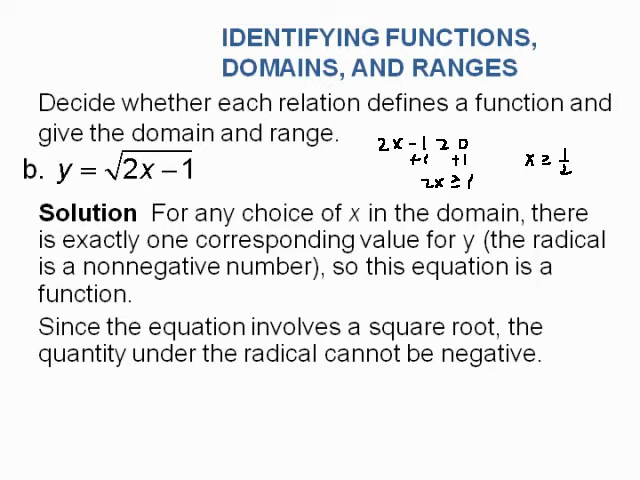 IDENTIFYING FUNCTIONS,
DOMAINS, AND RANGES
Decide whether each relation defines a function and
give the domain and range.
2x - 1 ≥ 0
+1 +1
2x ≥ 1
x ≥ 1/2
b. y = √(2x − 1)
Solution For any choice of x in the domain, there
is exactly one corresponding value for y (the radical
is a nonnegative number), so this equation is a
function.
Since the equation involves a square root, the
quantity under the radical cannot be negative.